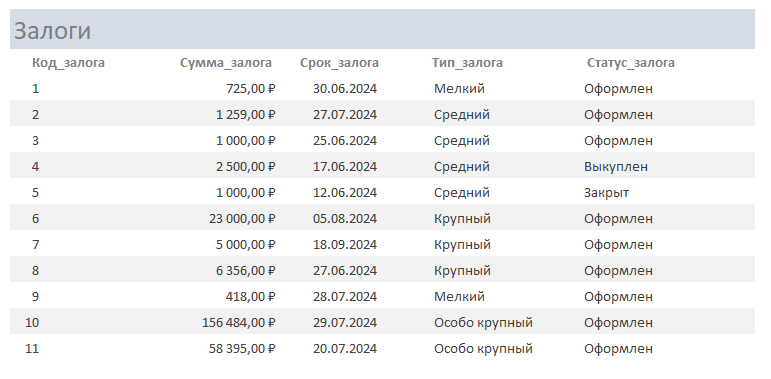 Залоги
Код_залога Сумма_залога Срок_залога Тип_залога Статус_залога
1 725,00 ₽ 30.06.2024 Мелкий Оформлен
2 1 259,00 ₽ 27.07.2024 Средний Оформлен
3 1 000,00 ₽ 25.06.2024 Средний Оформлен
4 2 500,00 ₽ 17.06.2024 Средний Выкуплен
5 1 000,00 ₽ 12.06.2024 Средний Закрыт
6 23 000,00 ₽ 05.08.2024 Крупный Оформлен
7 5 000,00 ₽ 18.09.2024 Крупный Оформлен
8 6 356,00 ₽ 27.06.2024 Крупный Оформлен
9 418,00 ₽ 28.07.2024 Мелкий Оформлен
10 156 484,00 ₽ 29.07.2024 Особо крупный Оформлен
11 58 395,00 ₽ 20.07.2024 Особо крупный Оформлен